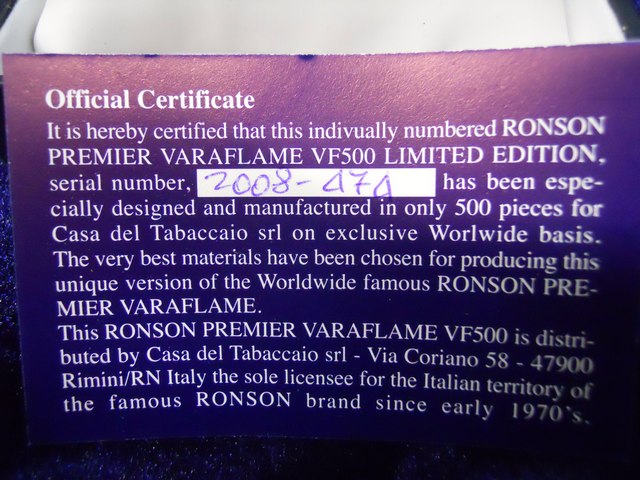 Official Certificate
It is hereby certified that this indivually numbered RONSON
PREMIER VARAFLAME VF500 LIMITED EDITION,
serial number, 2008-474 has been espe-
cially designed and manufactured in only 500 pieces for
Casa del Tabaccaio srl on exclusive Worlwide basis.
The very best materials have been chosen for producing this
unique version of the Worldwide famous RONSON PRE-
MIER VARAFLAME.
This RONSON PREMIER VARAFLAME VF500 is distri-
buted by Casa del Tabaccaio srl - Via Coriano 58 - 47900
Rimini/RN Italy the sole licensee for the Italian territory of
the famous RONSON brand since early 1970's.